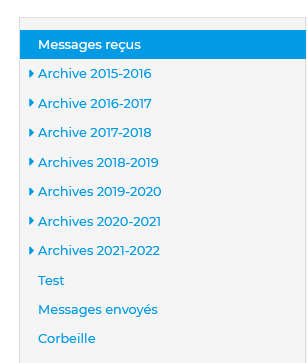 Messages reçus
Archive 2015-2016
Archive 2016-2017
Archive 2017-2018
Archives 2018-2019
Archives 2019-2020
Archives 2020-2021
Archives 2021-2022
Test
Messages envoyés
Corbeille